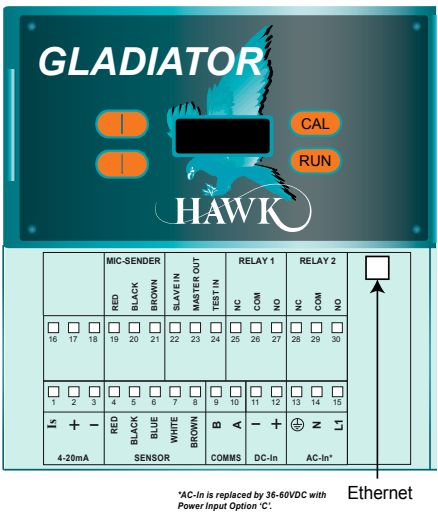 GLADIATOR
CAL
RUN
HAWK
MIC-SENDER
RELAY 1
RELAY 2
RED
BLACK
BROWN
SLAVE IN
MASTER OUT
TEST IN
NC
COM
NO
NC
COM
NO
16 17 18 19 20 21 22 23 24 25 26 27 28 29 30
1 2 3 4 5 6 7 8 9 10 11 12 13 14 15
Is
+
−
RED
BLACK
BLUE
WHITE
BROWN
B
A
−
+
N
L1
4-20mA
SENSOR
COMMS
DC-In
AC-In*
*AC-In is replaced by 36-60VDC with
Power Input Option ‘C’.
Ethernet